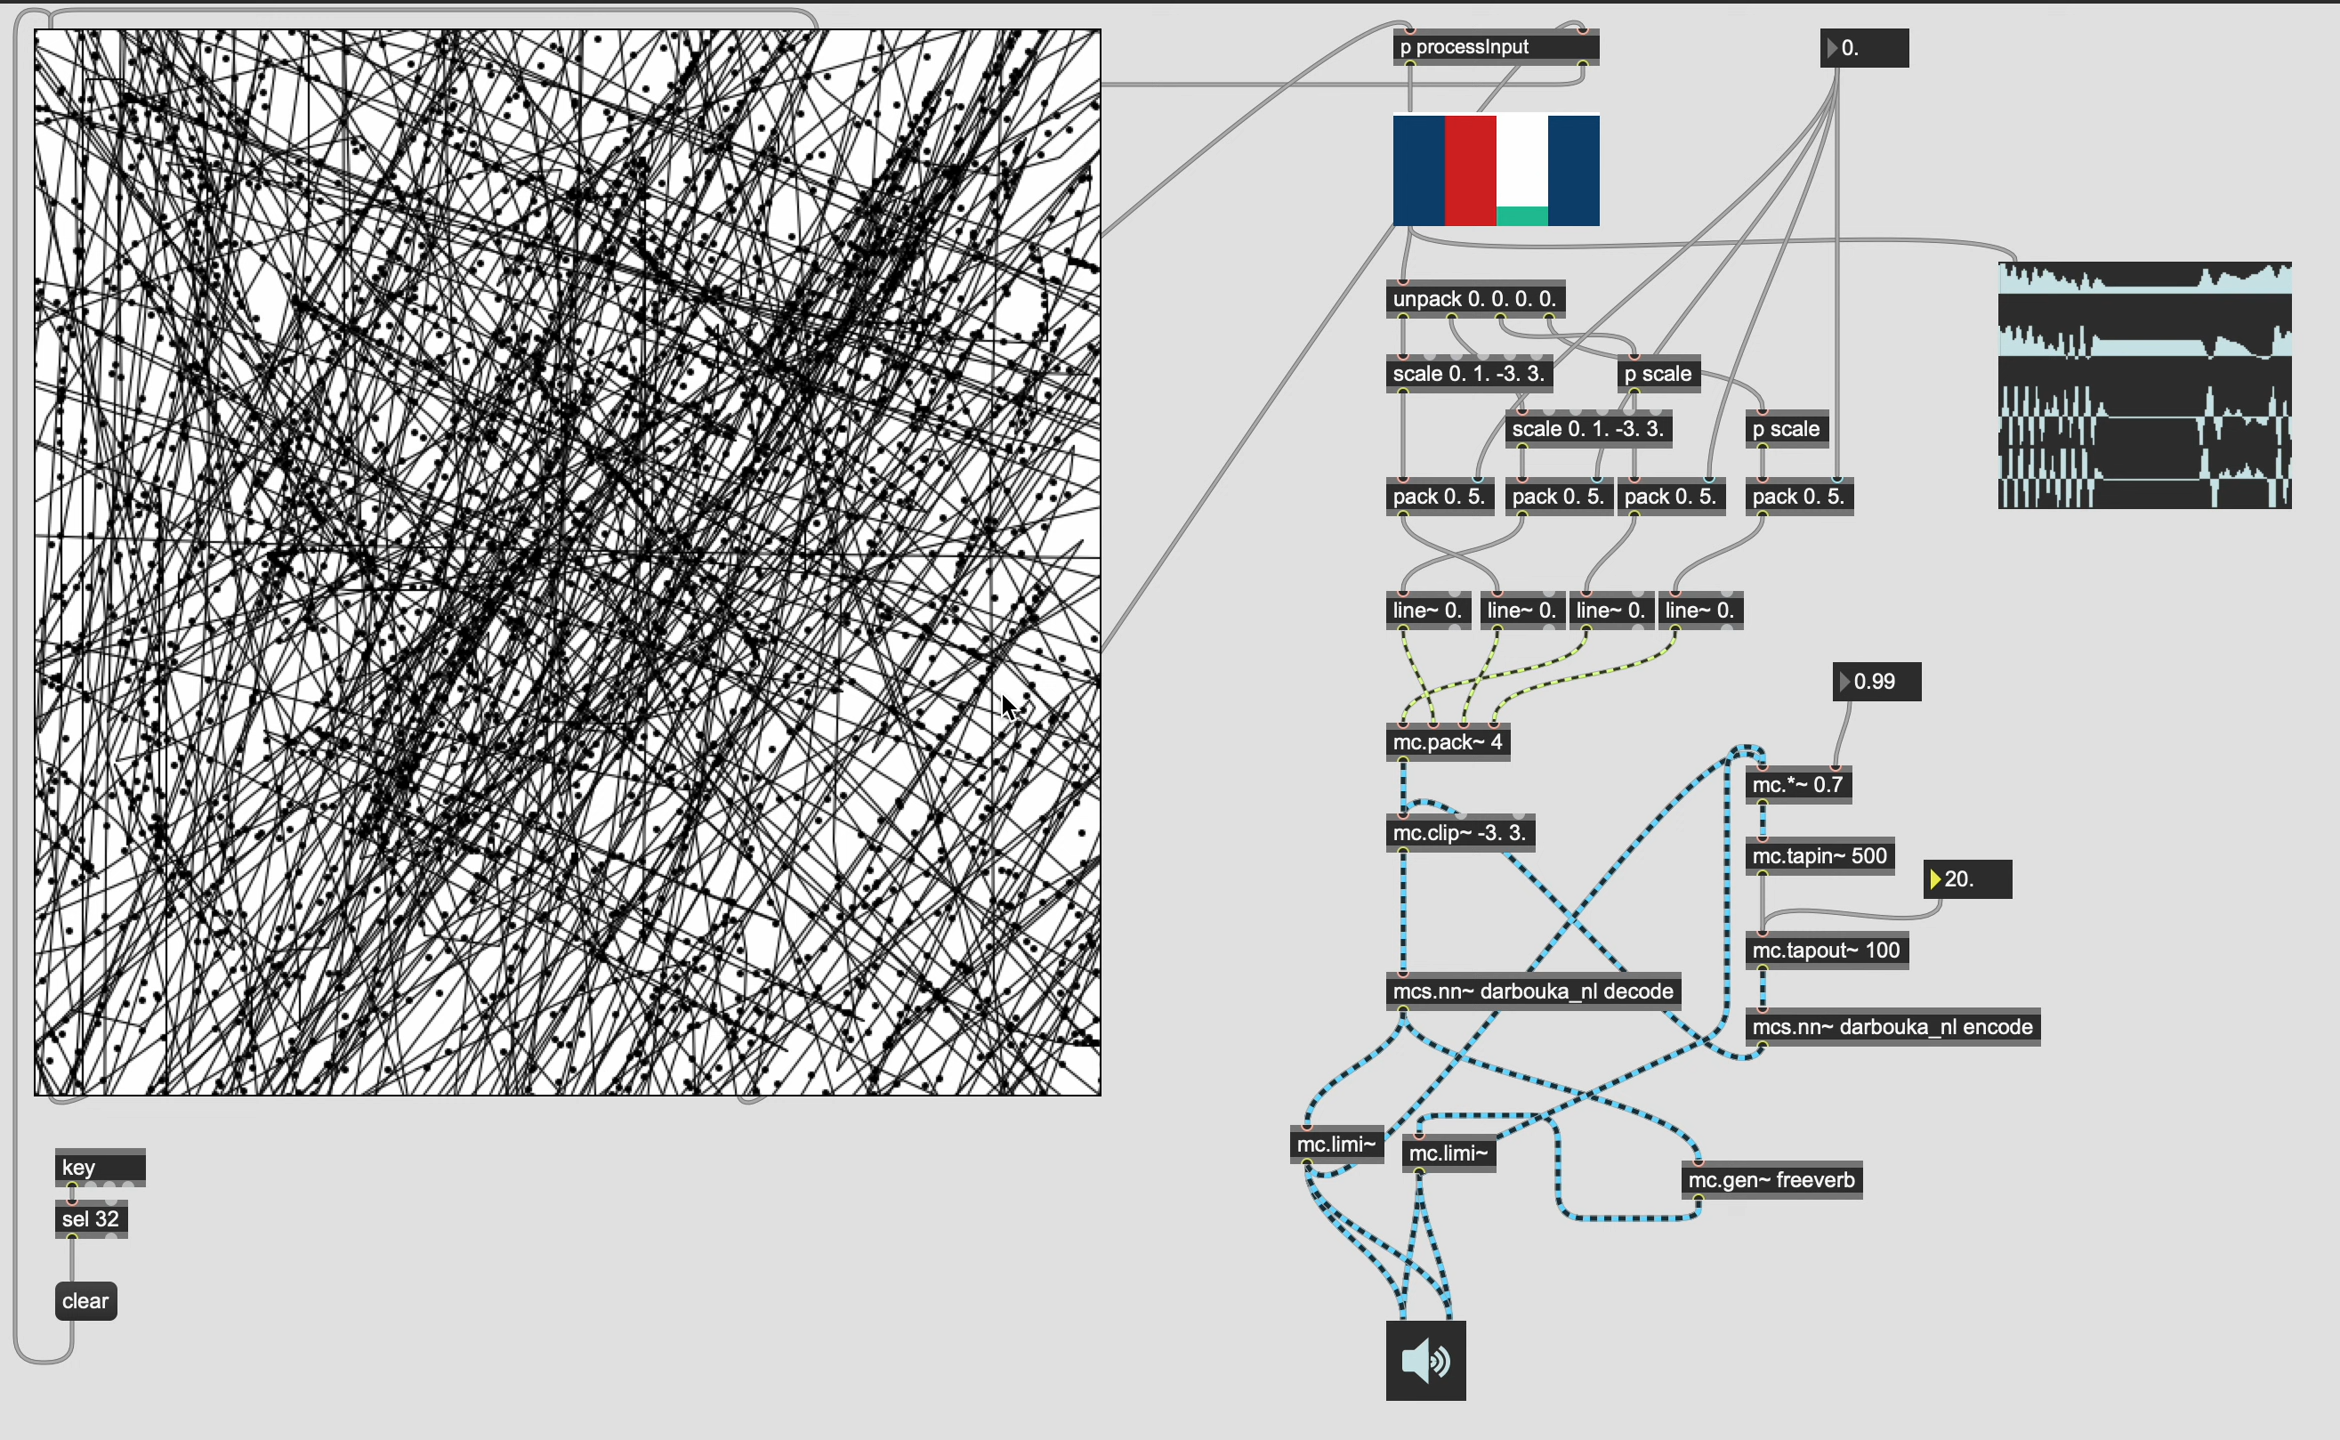 p processInput
0.
unpack 0. 0. 0. 0.
scale 0. 1. -3. 3.
p scale
scale 0. 1. -3. 3.
p scale
pack 0. 5.
pack 0. 5.
pack 0. 5.
pack 0. 5.
line~ 0.
line~ 0.
line~ 0.
line~ 0.
0.99
mc.pack~ 4
mc.*~ 0.7
mc.clip~ -3. 3.
mc.tapin~ 500
20.
mc.tapout~ 100
mcs.nn~ darbouka_nl decode
mcs.nn~ darbouka_nl encode
mc.limi~
mc.limi~
mc.gen~ freeverb
key
sel 32
clear